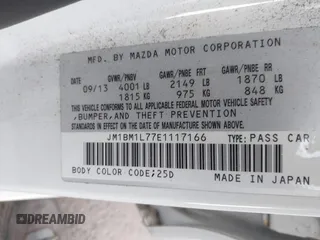 MFD. BY MAZDA MOTOR CORPORATION
DATE GVWR/PNBV GAWR/PNBE FRT GAWR/PNBE RR
09/13 4001 LB 2149 LB 1870 LB
1815 KG 975 KG 848 KG
THIS VEHICLE CONFORMS TO ALL APPLICABLE FEDERAL MOTOR VEHICLE SAFETY
,BUMPER, AND THEFT PREVENTION
STANDARDS IN EFFECT ON THE DATE OF MANUFACTURE SHOWN ABOVE.
JM1BM1L77E1117166 TYPE: PASS CAR
BODY COLOR CODE;25D MADE IN JAPAN
DREAMBID